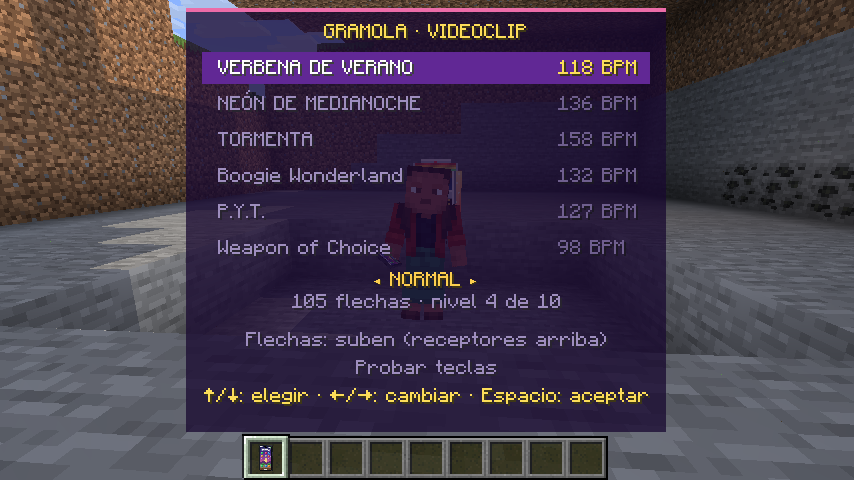 GRAMOLA · VIDEOCLIP
VERBENA DE VERANO 118 BPM
NEÓN DE MEDIANOCHE 136 BPM
TORMENTA 158 BPM
Boogie Wonderland 132 BPM
P.Y.T. 127 BPM
Weapon of Choice 98 BPM
◂ NORMAL ▸
105 flechas · nivel 4 de 10
Flechas: suben (receptores arriba)
Probar teclas
↑/↓: elegir · ←/→: cambiar · Espacio: aceptar